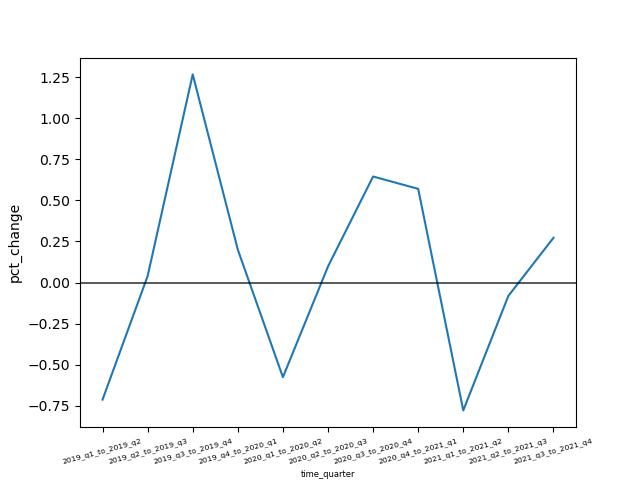 1.25
1.00
0.75
0.50
0.25
0.00
−0.25
−0.50
−0.75
pct_change
2019_q1_to_2019_q2
2019_q2_to_2019_q3
2019_q3_to_2019_q4
2019_q4_to_2020_q1
2020_q1_to_2020_q2
2020_q2_to_2020_q3
2020_q3_to_2020_q4
2020_q4_to_2021_q1
2021_q1_to_2021_q2
2021_q2_to_2021_q3
2021_q3_to_2021_q4
time_quarter